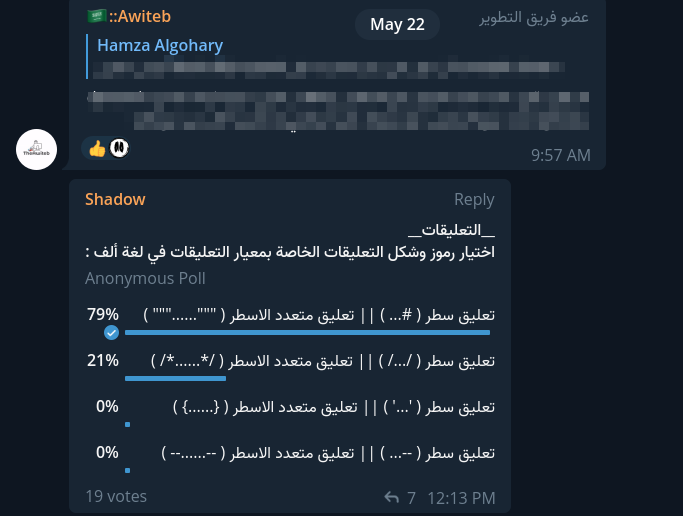 ::Awiteb
عضو فريق التطوير
May 22
Hamza Algohary
TheAwiteb
9:57 AM
Shadow
Reply
__التعليقات__
اختيار رموز وشكل التعليقات الخاصة بمعيار التعليقات في لغة ألف :
Anonymous Poll
79% تعليق سطر ( #... ) || تعليق متعدد الاسطر ( """......""" )
21% تعليق سطر ( /.../ ) || تعليق متعدد الاسطر ( /*......*/ )
0% تعليق سطر ( '...' ) || تعليق متعدد الاسطر ( {......} )
0% تعليق سطر ( --... ) || تعليق متعدد الاسطر ( --......-- )
19 votes
7 12:13 PM